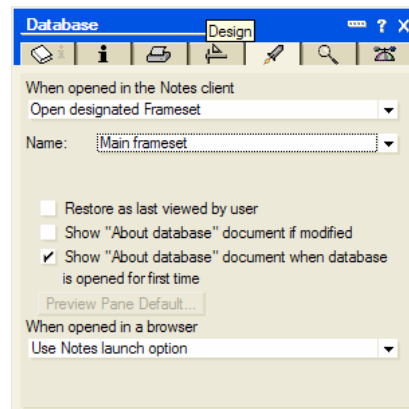 Database
? X
Design
i
When opened in the Notes client
Open designated Frameset
Name: Main frameset
Restore as last viewed by user
Show "About database" document if modified
Show "About database" document when database
is opened for first time
Preview Pane Default...
When opened in a browser
Use Notes launch option